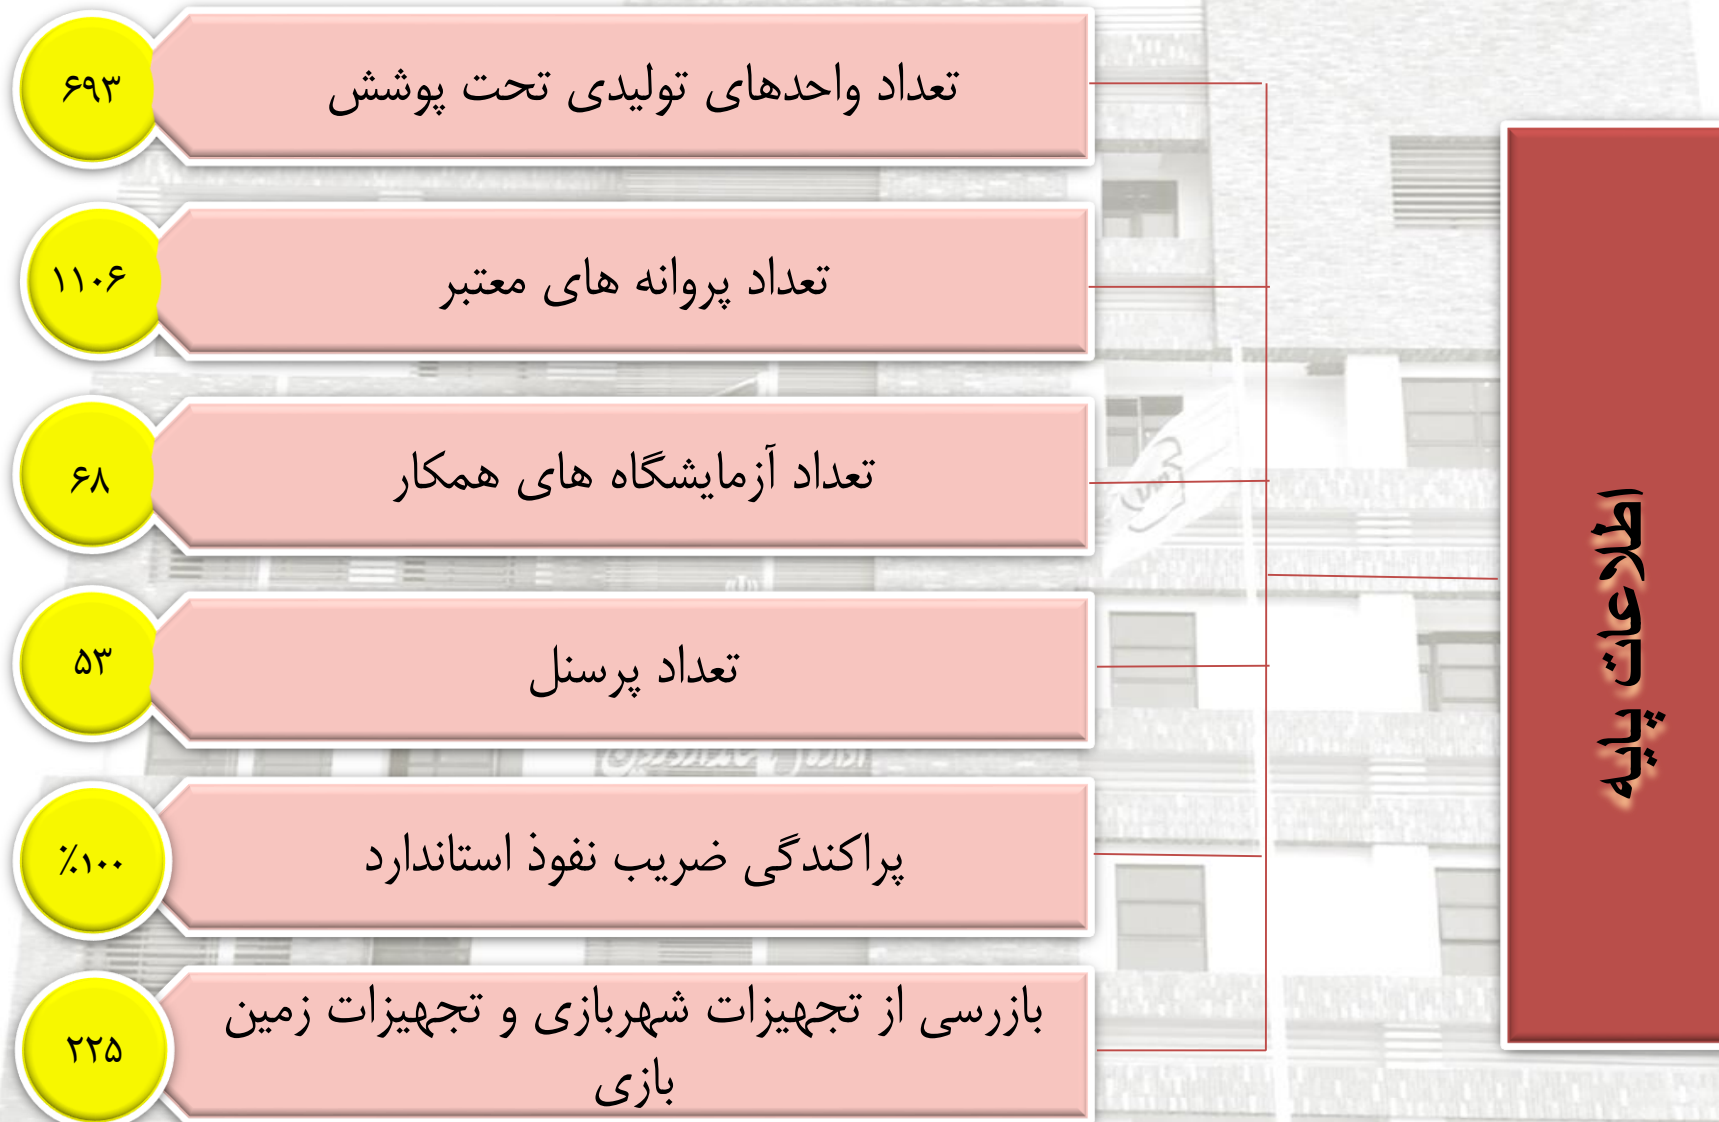 اطلاعات پایه
تعداد واحدهای تولیدی تحت پوشش
۶۹۳
تعداد پروانه های معتبر
۱۱۰۶
تعداد آزمایشگاه های همکار
۶۸
تعداد پرسنل
۵۳
پراکندگی ضریب نفوذ استاندارد
٪۱۰۰
بازرسی از تجهیزات شهربازی و تجهیزات زمین
بازی
۲۲۵